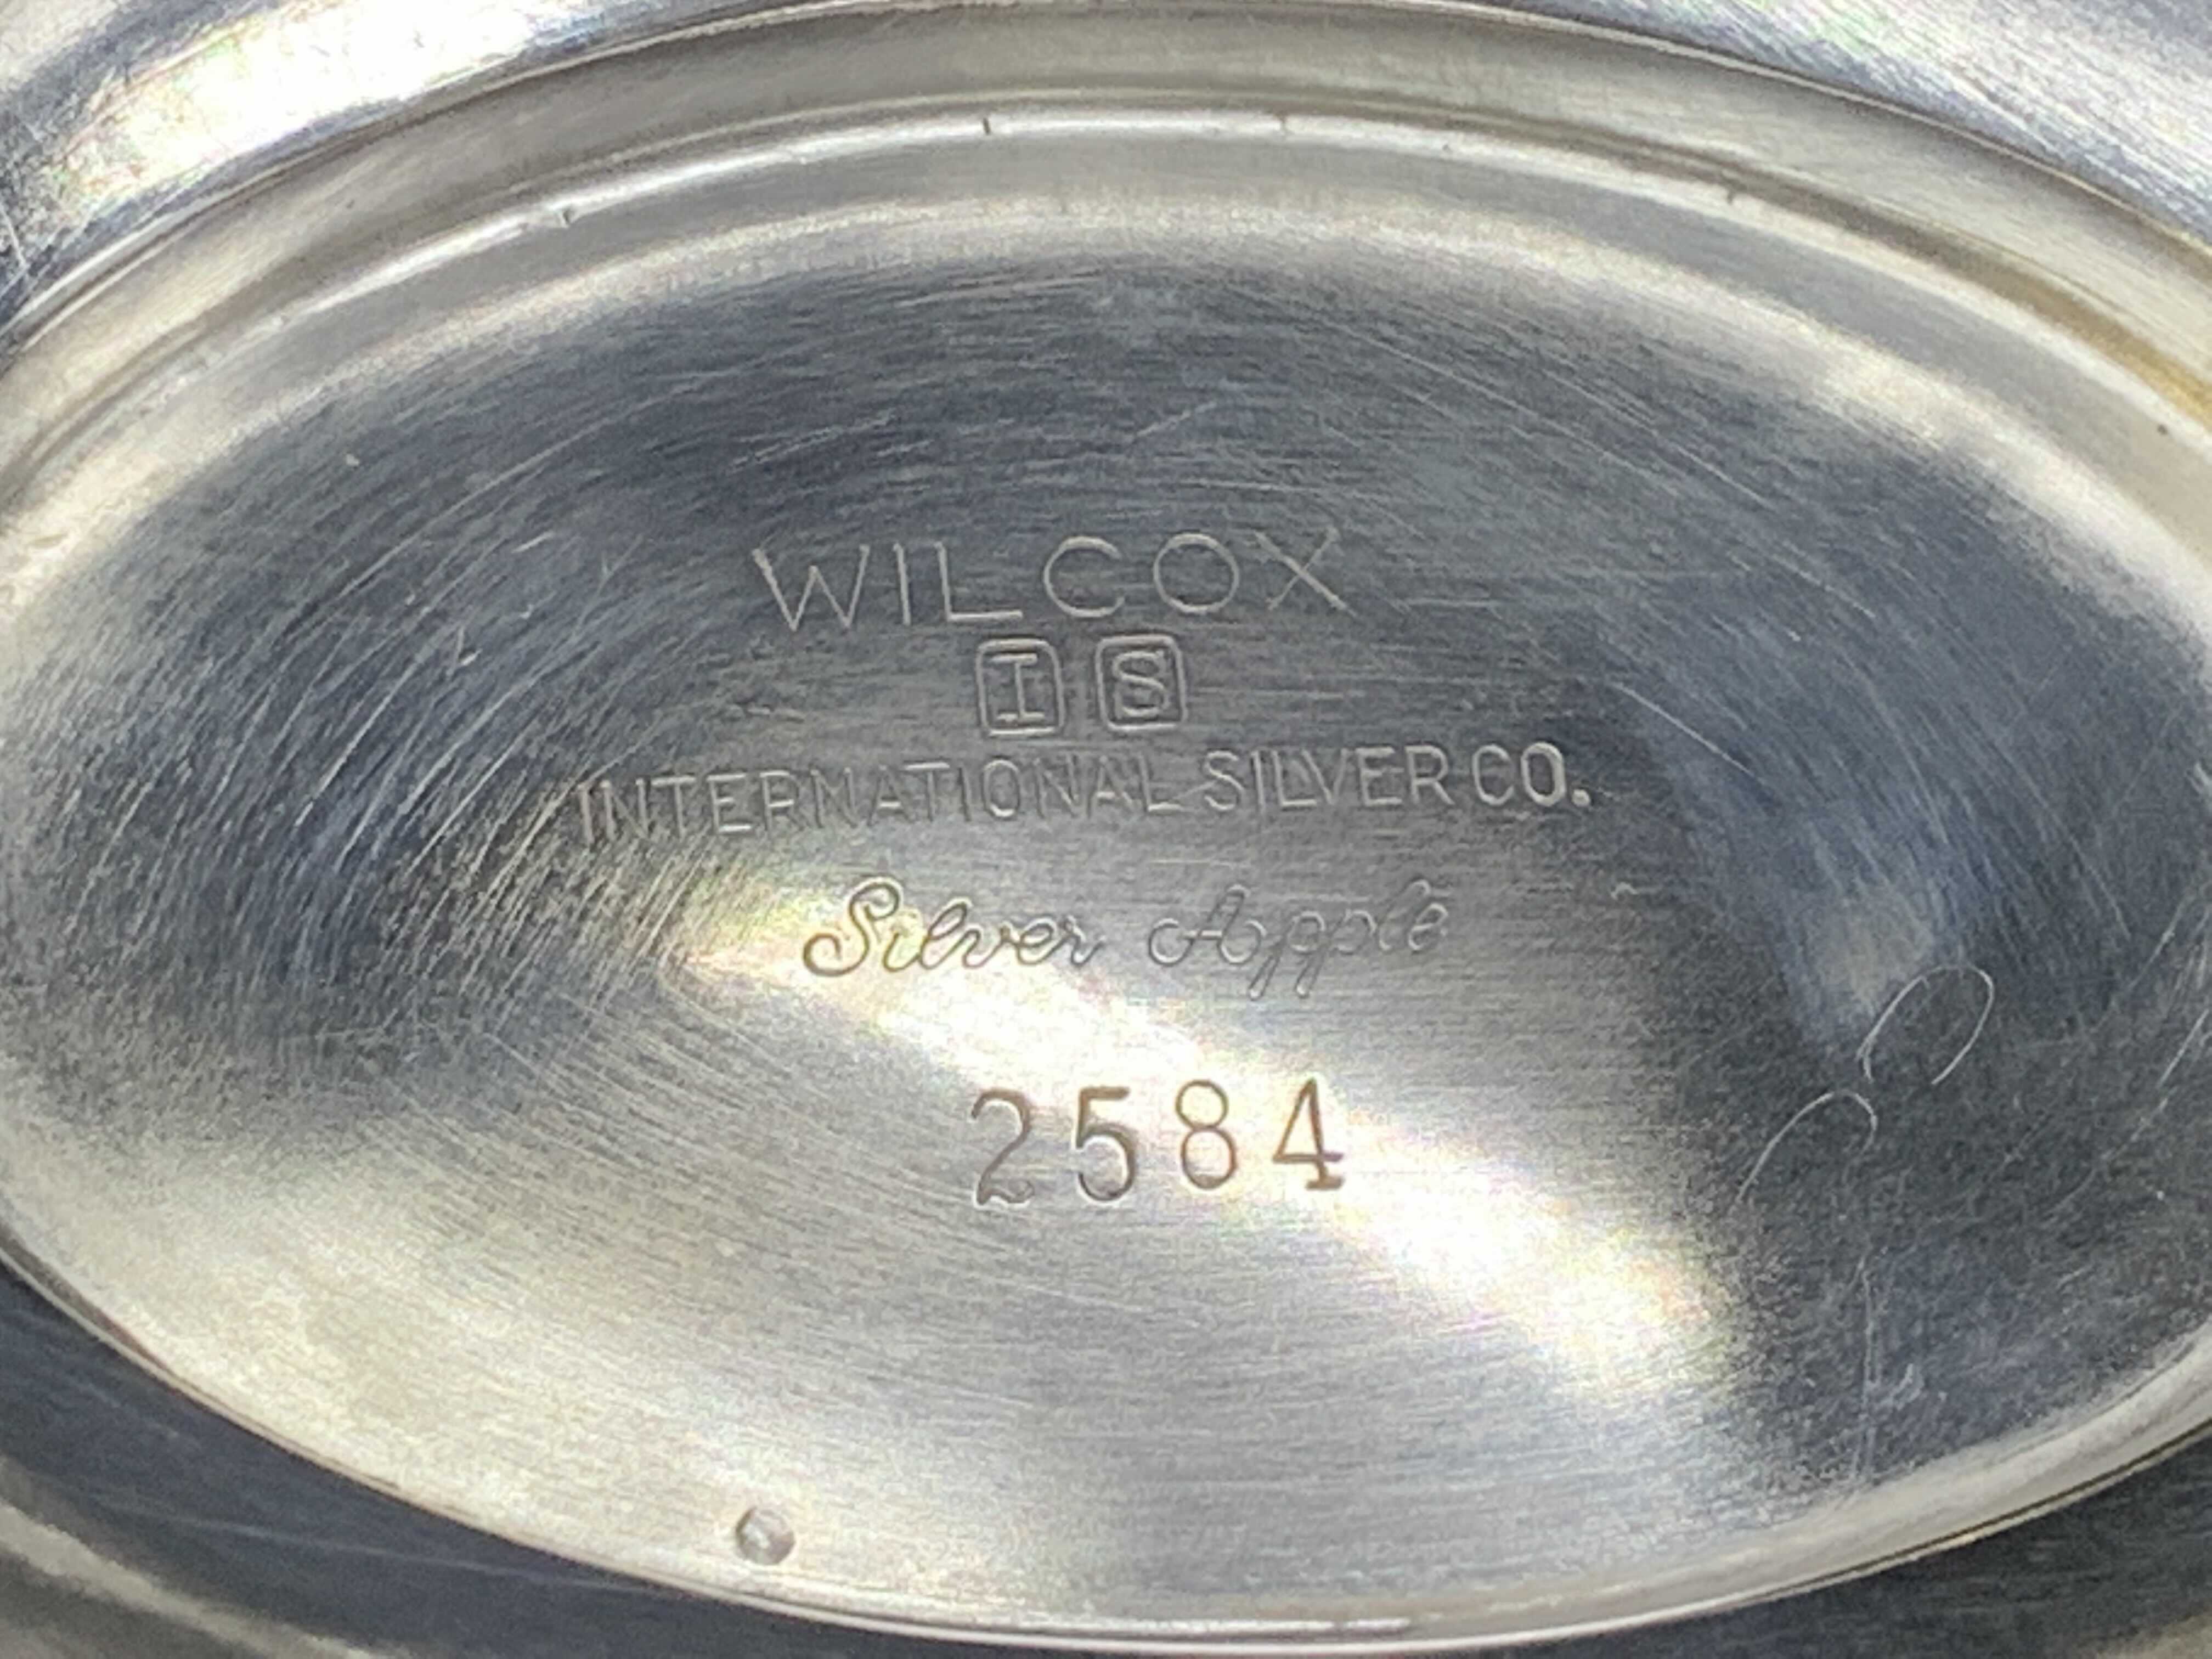 WILCOX
I S
INTERNATIONAL SILVER CO.
Silver Apple
2584